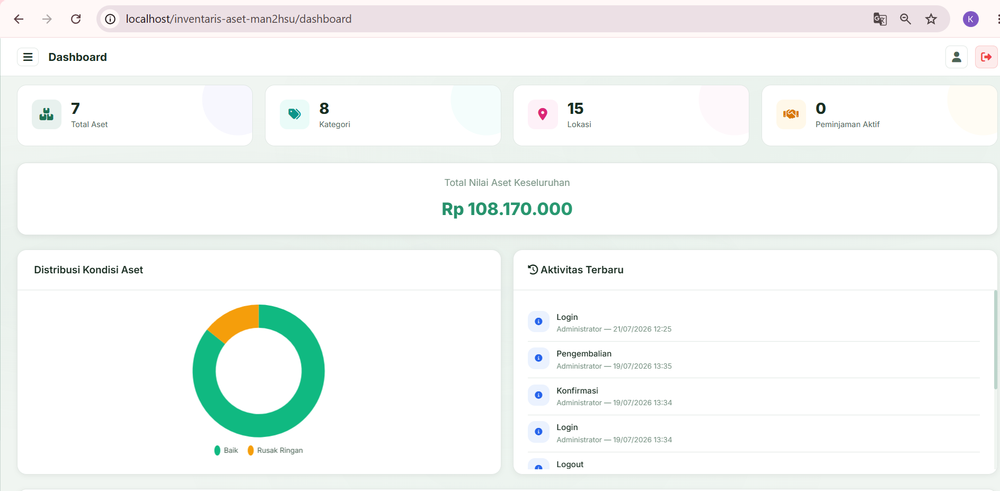 localhost/inventaris-aset-man2hsu/dashboard
K
Dashboard
7
Total Aset
8
Kategori
15
Lokasi
0
Peminjaman Aktif
Total Nilai Aset Keseluruhan
Rp 108.170.000
Distribusi Kondisi Aset
Baik
Rusak Ringan
Aktivitas Terbaru
Login
Administrator — 21/07/2026 12:25
Pengembalian
Administrator — 19/07/2026 13:35
Konfirmasi
Administrator — 19/07/2026 13:34
Login
Administrator — 19/07/2026 13:34
Logout